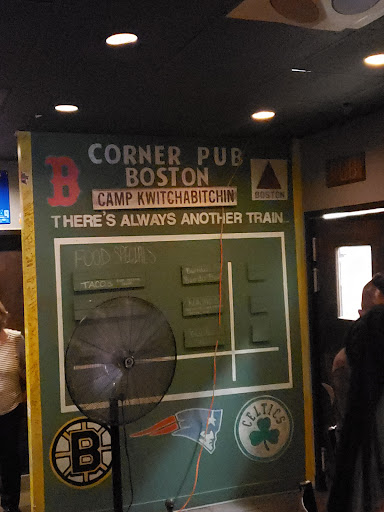 CORNER PUB
B
BOSTON
BOSTON
CAMP KWITCHABITCHIN
THERE'S ALWAYS ANOTHER TRAIN
FOOD SPECIALS
TACOS
CELTICS
B